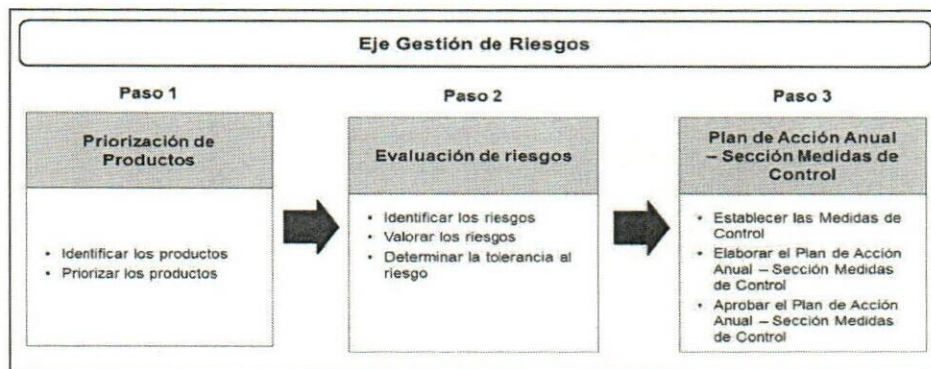 Eje Gestión de Riesgos
Paso 1
Priorización de
Productos
• Identificar los productos
• Priorizar los productos
Paso 2
Evaluación de riesgos
• Identificar los riesgos
• Valorar los riesgos
• Determinar la tolerancia al
riesgo
Paso 3
Plan de Acción Anual
– Sección Medidas de
Control
• Establecer las Medidas de
Control
• Elaborar el Plan de Acción
Anual – Sección Medidas
de Control
• Aprobar el Plan de Acción
Anual – Sección Medidas
de Control